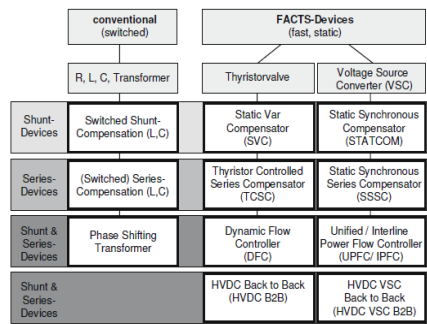 conventional
(switched)
FACTS-Devices
(fast, static)
R, L, C, Transformer
Thyristorvalve
Voltage Source
Converter (VSC)
Shunt-
Devices
Switched Shunt-
Compensation (L,C)
Static Var
Compensator
(SVC)
Static Synchronous
Compensator
(STATCOM)
Series-
Devices
(Switched) Series-
Compensation (L,C)
Thyristor Controlled
Series Compensator
(TCSC)
Static Synchronous
Series Compensator
(SSSC)
Shunt &
Series-
Devices
Phase Shifting
Transformer
Dynamic Flow
Controller
(DFC)
Unified / Interline
Power Flow Controller
(UPFC/ IPFC)
Shunt &
Series-
Devices
HVDC Back to Back
(HVDC B2B)
HVDC VSC
Back to Back
(HVDC VSC B2B)